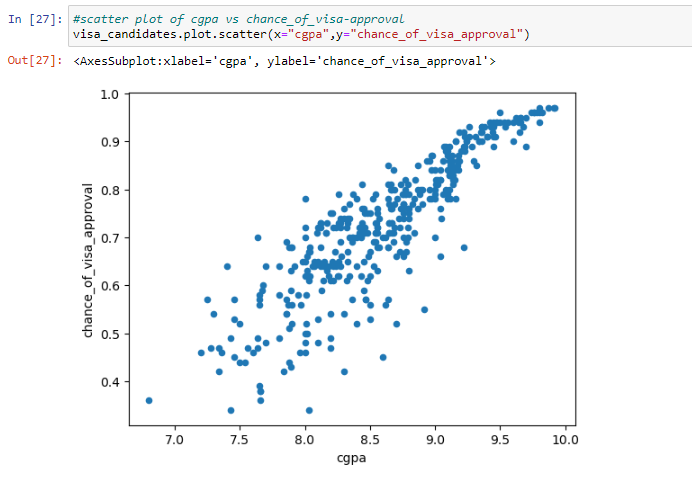 In [27]: #scatter plot of cgpa vs chance_of_visa-approval
visa_candidates.plot.scatter(x="cgpa",y="chance_of_visa_approval")
Out[27]: <AxesSubplot:xlabel='cgpa', ylabel='chance_of_visa_approval'>
chance_of_visa_approval
1.0
0.9
0.8
0.7
0.6
0.5
0.4
7.0 7.5 8.0 8.5 9.0 9.5 10.0
cgpa